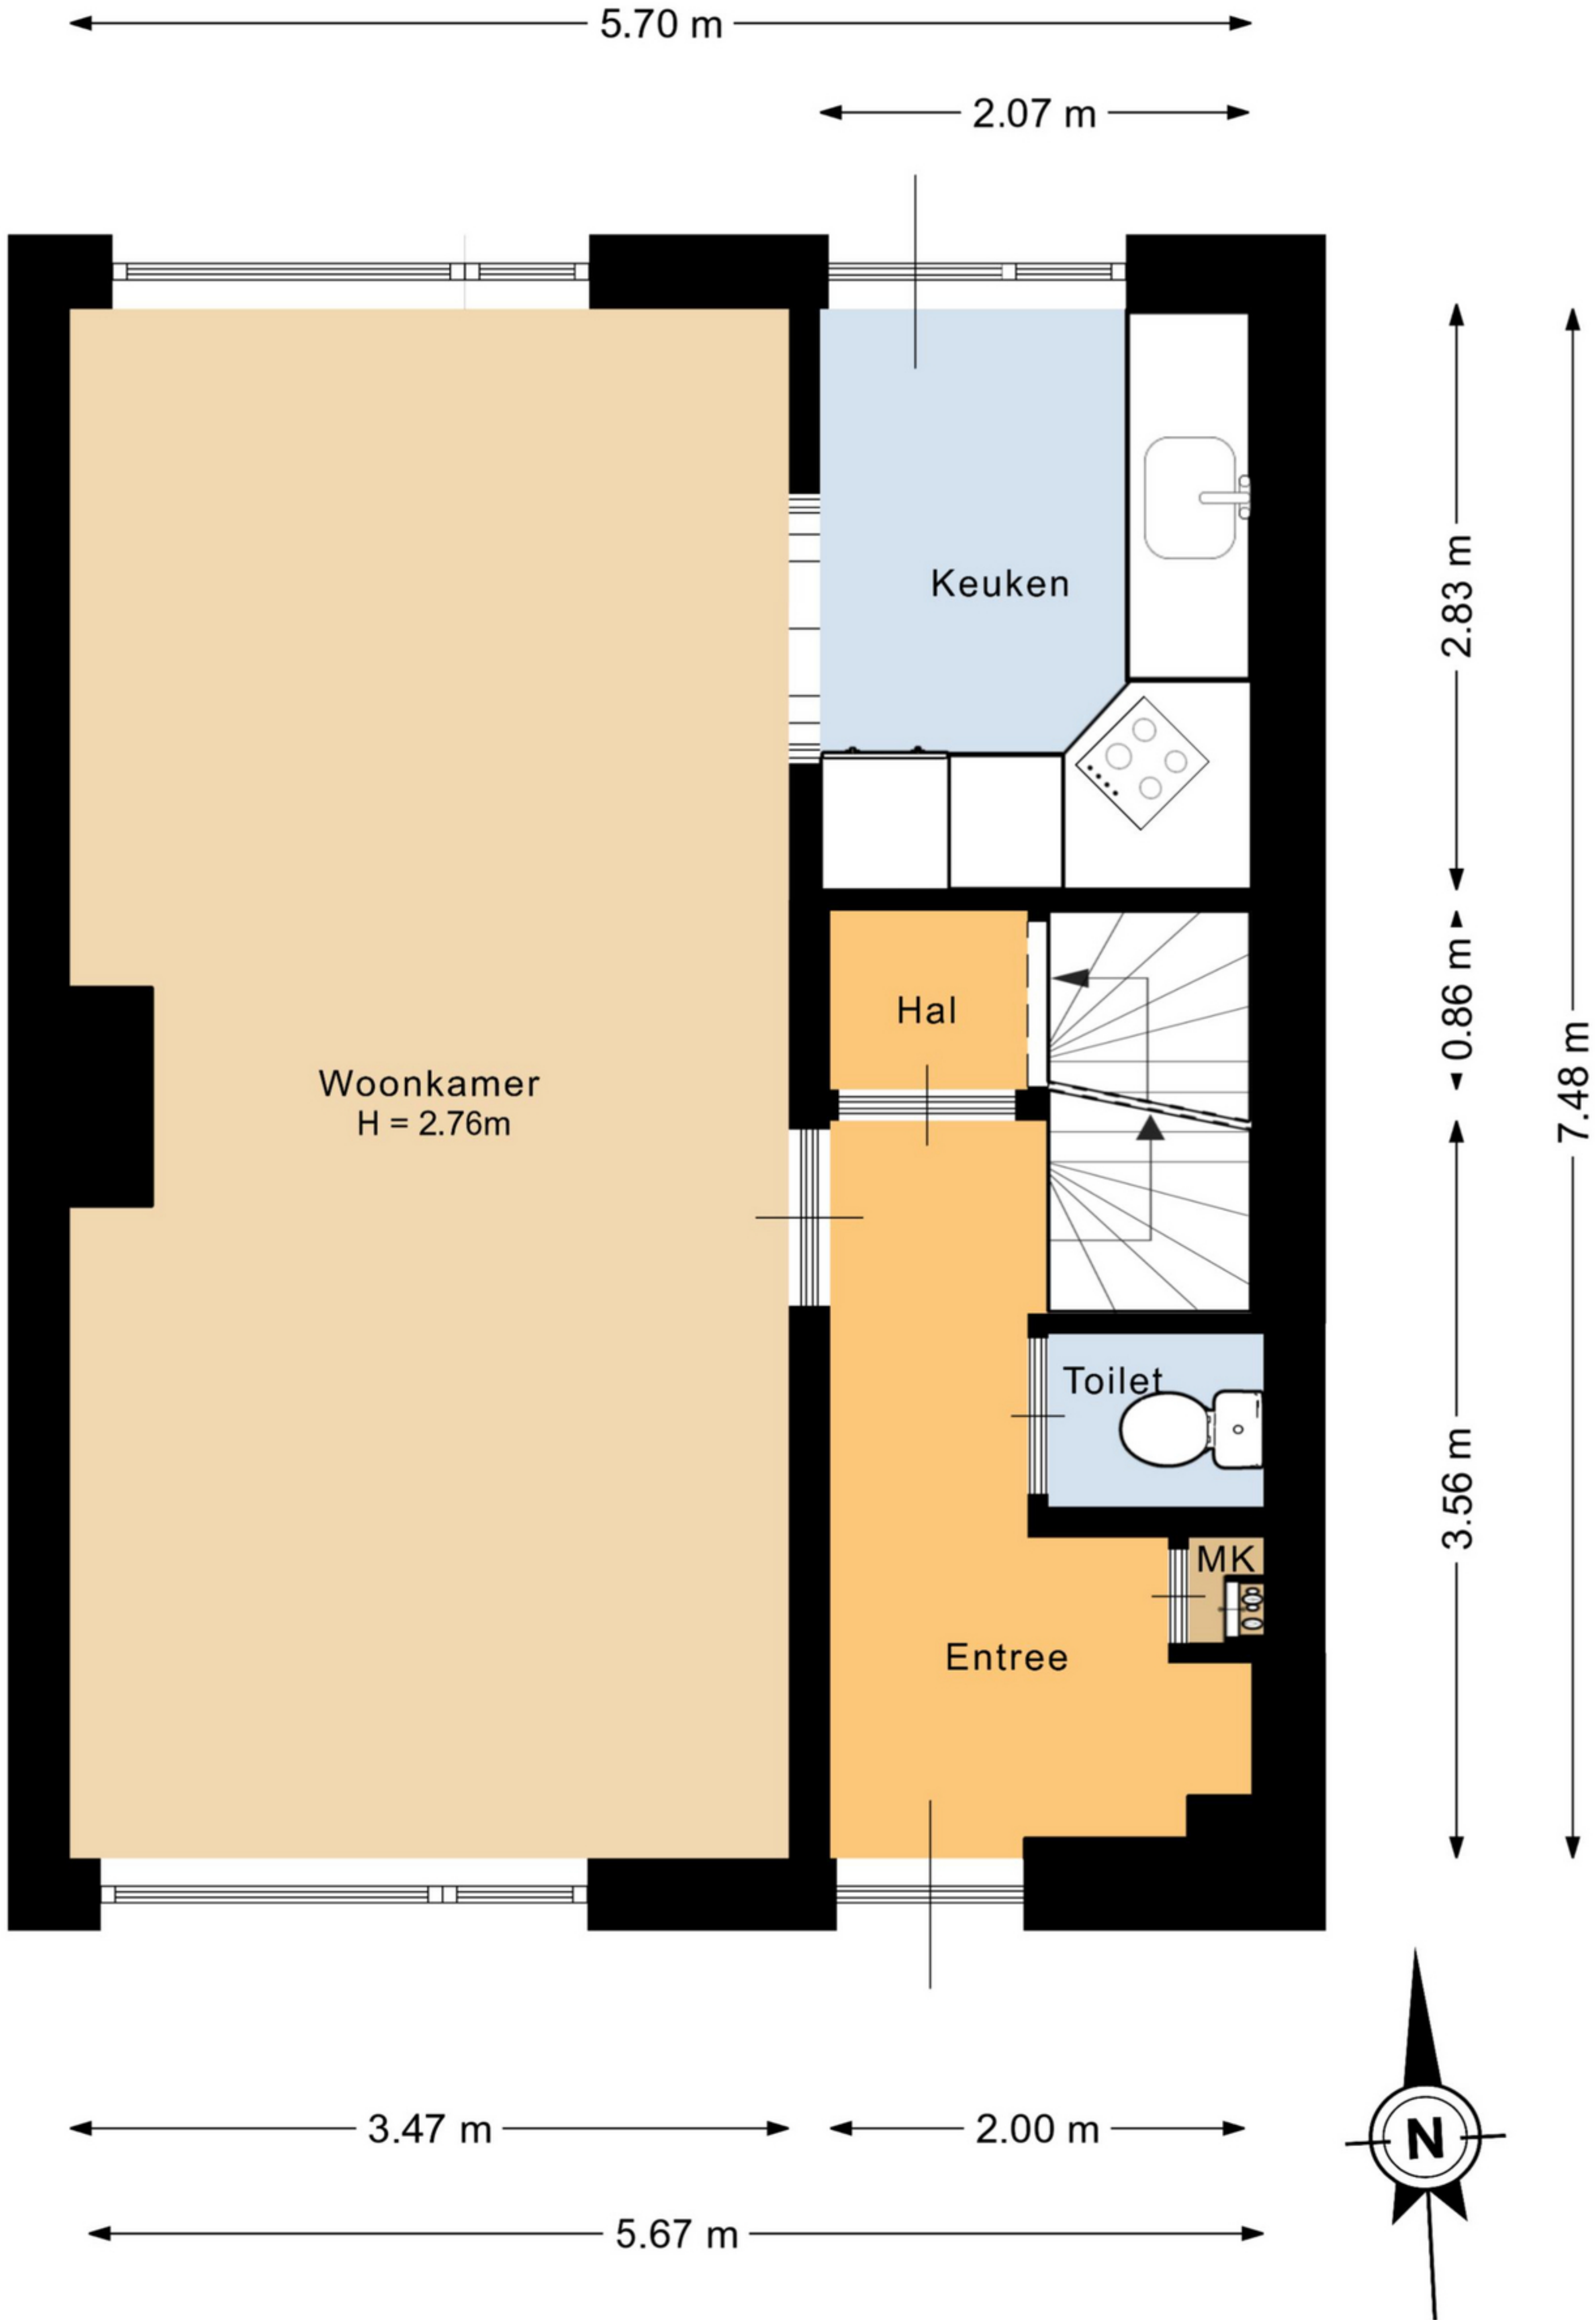 5.70 m
2.07 m
Keuken
2.83 m
Hal
0.86 m
Woonkamer
H = 2.76m
7.48 m
Toilet
3.56 m
MK
Entree
3.47 m
2.00 m
5.67 m
N